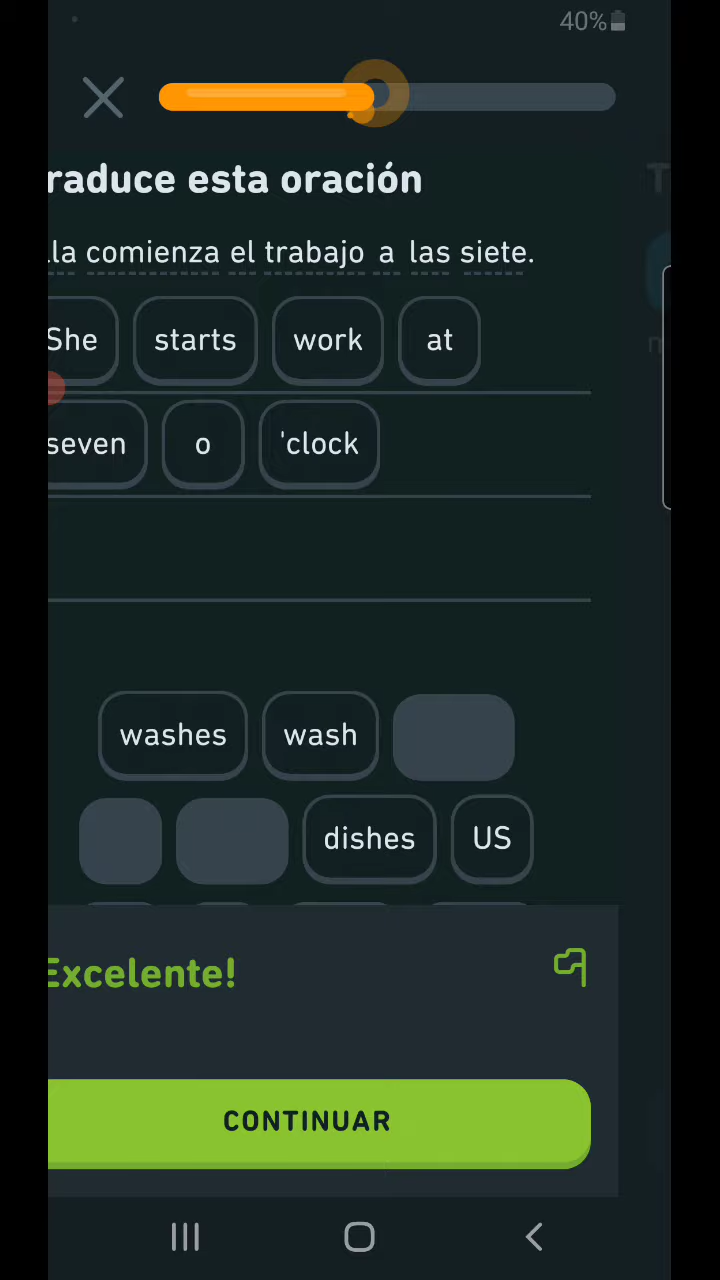 40%
raduce esta oración
T
lla comienza el trabajo a las siete.
She starts work at
seven o 'clock
washes wash
dishes US
Excelente!
CONTINUAR